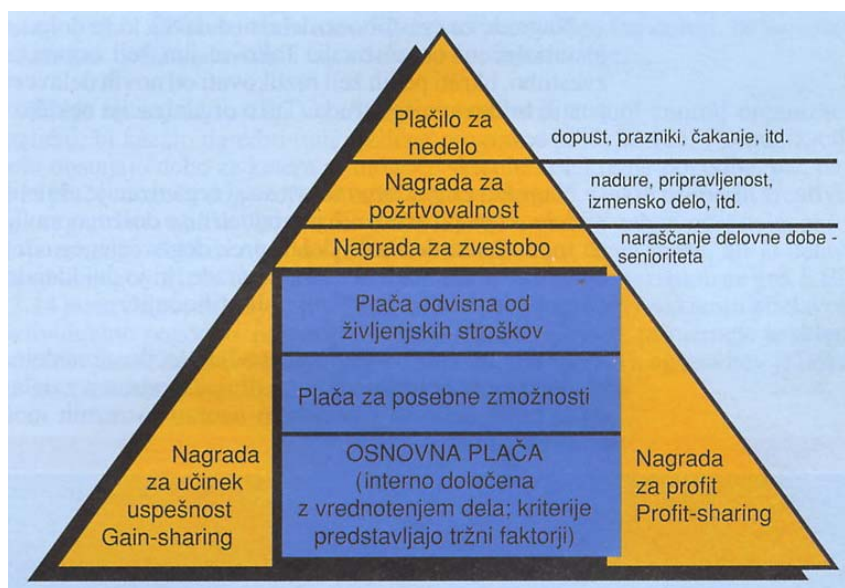 Plačilo za
nedelo
dopust, prazniki, čakanje, itd.
Nagrada za
požrtvovalnost
nadure, pripravljenost,
izmensko delo, itd.
Nagrada za zvestobo
naraščanje delovne dobe -
senioriteta
Plača odvisna od
življenjskih stroškov
Plača za posebne zmožnosti
OSNOVNA PLAČA
(interno določena
z vrednotenjem dela; kriterije
predstavljajo tržni faktorji)
Nagrada
za učinek
uspešnost
Gain-sharing
Nagrada
za profit
Profit-sharing